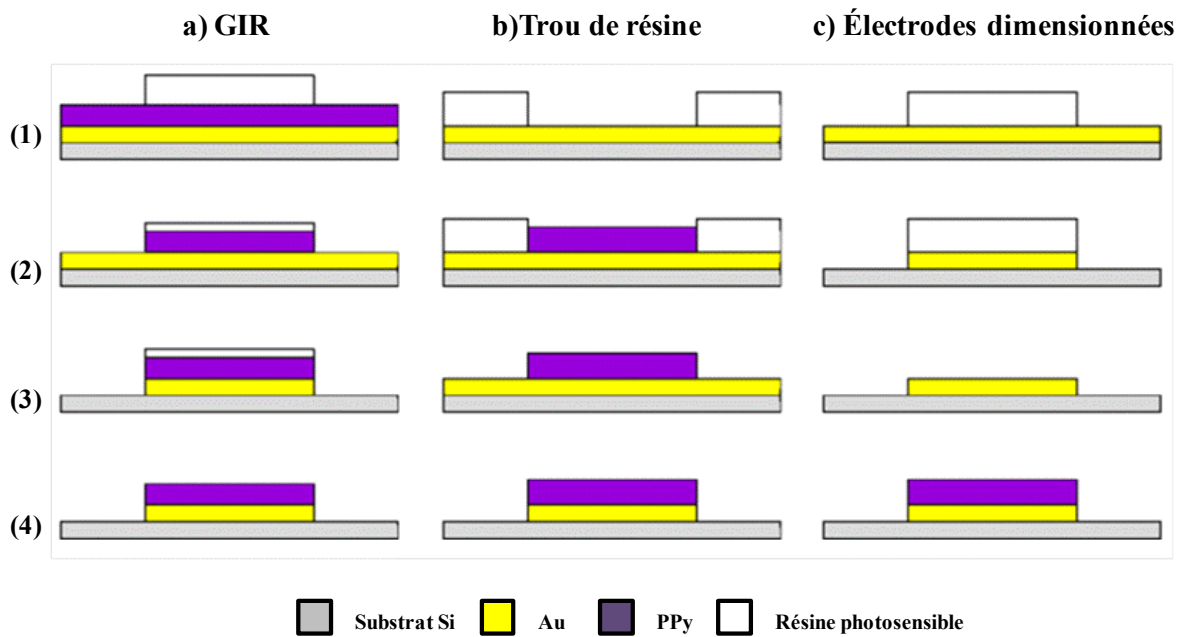 a) GIR
b)Trou de résine
c) Électrodes dimensionnées
(1)
(2)
(3)
(4)
Substrat Si
Au
PPy
Résine photosensible